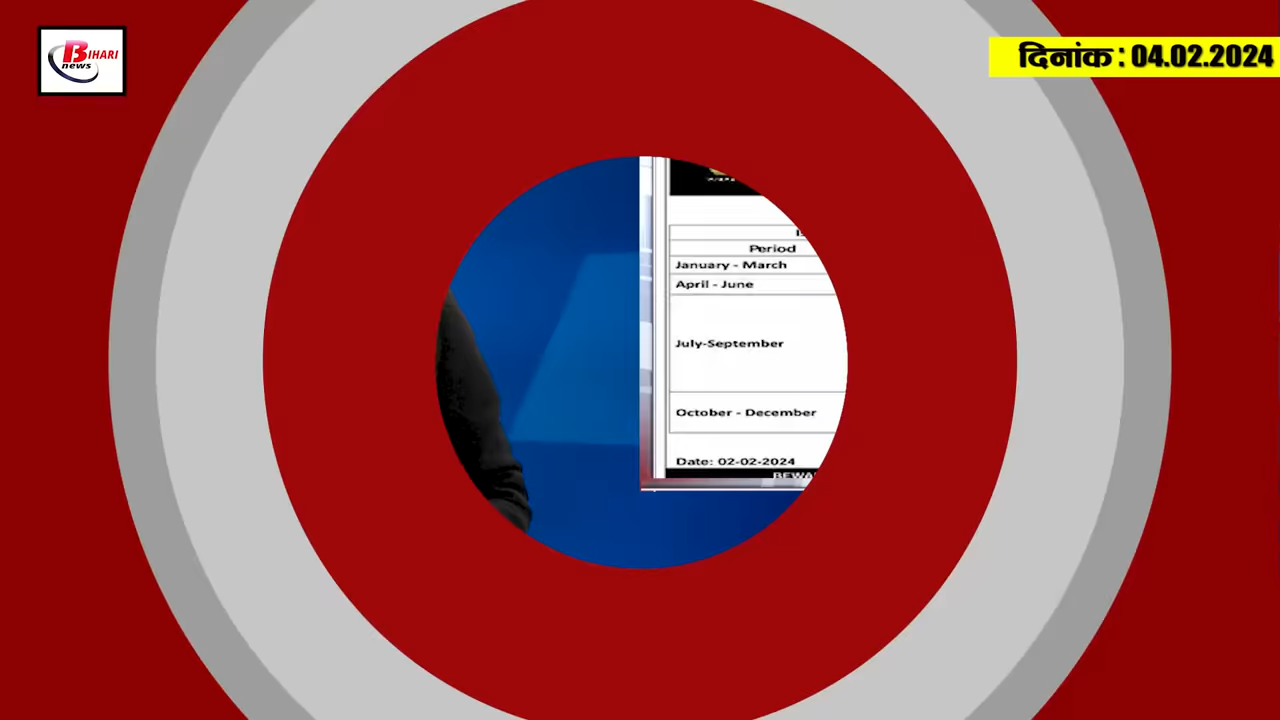 BIHARI
news
दिनांक : 04.02.2024
Period
January - March
April - June
July-September
October - December
Date: 02-02-2024